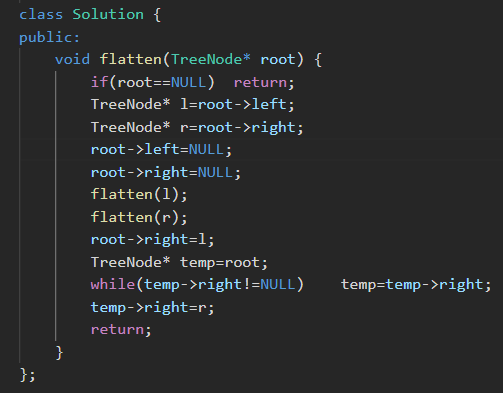 class Solution {
public:
    void flatten(TreeNode* root) {
        if(root==NULL)  return;
        TreeNode* l=root->left;
        TreeNode* r=root->right;
        root->left=NULL;
        root->right=NULL;
        flatten(l);
        flatten(r);
        root->right=l;
        TreeNode* temp=root;
        while(temp->right!=NULL)    temp=temp->right;
        temp->right=r;
        return;
    }
};